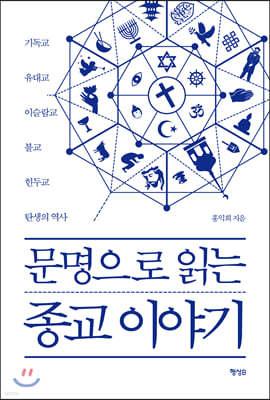 기독교
유대교
이슬람교
불교
힌두교
탄생의 역사
홍익희 지음
문명으로 읽는
종교 이야기
행성B
YES24